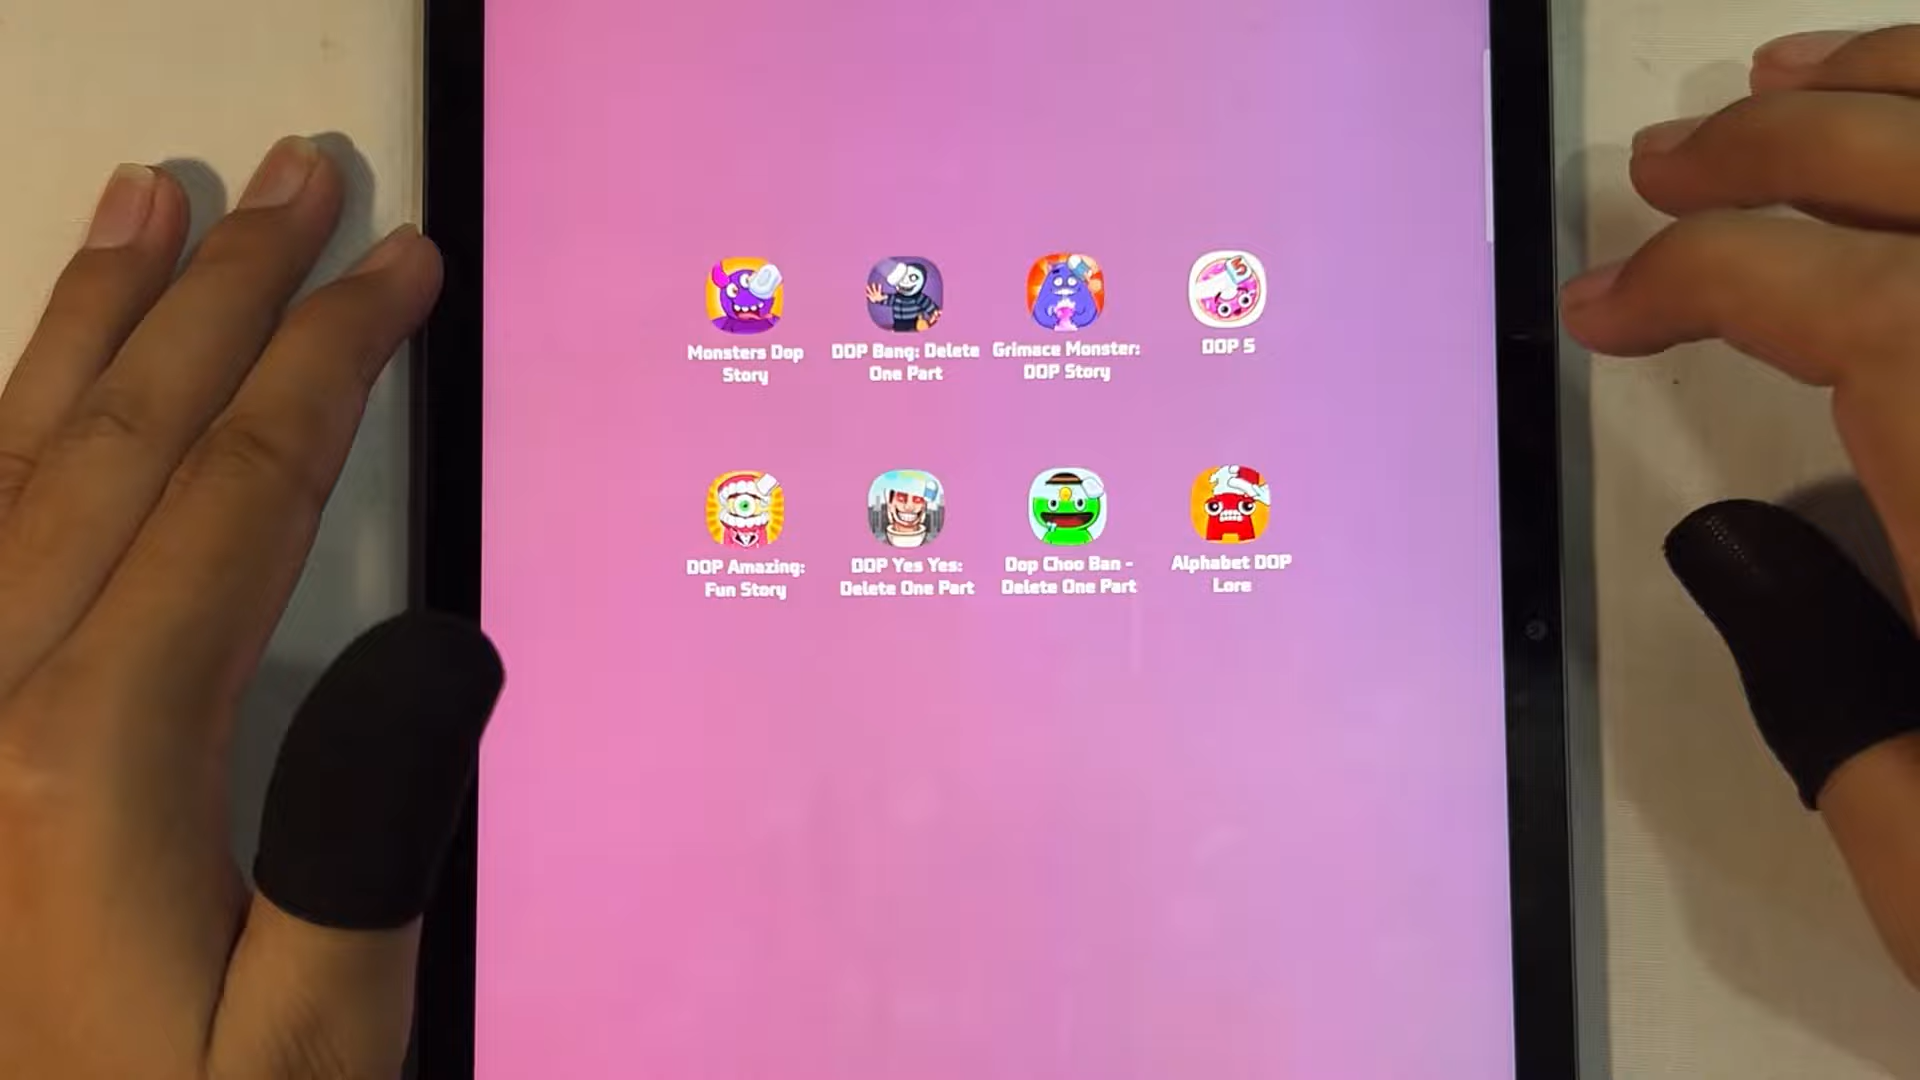 Monsters Dop
Story
DOP Bang: Delete
One Part
Grimace Monster:
DOP Story
DOP 5
DOP Amazing:
Fun Story
DOP Yes Yes:
Delete One Part
Dop Choo Ban -
Delete One Part
Alphabet DOP
Lore